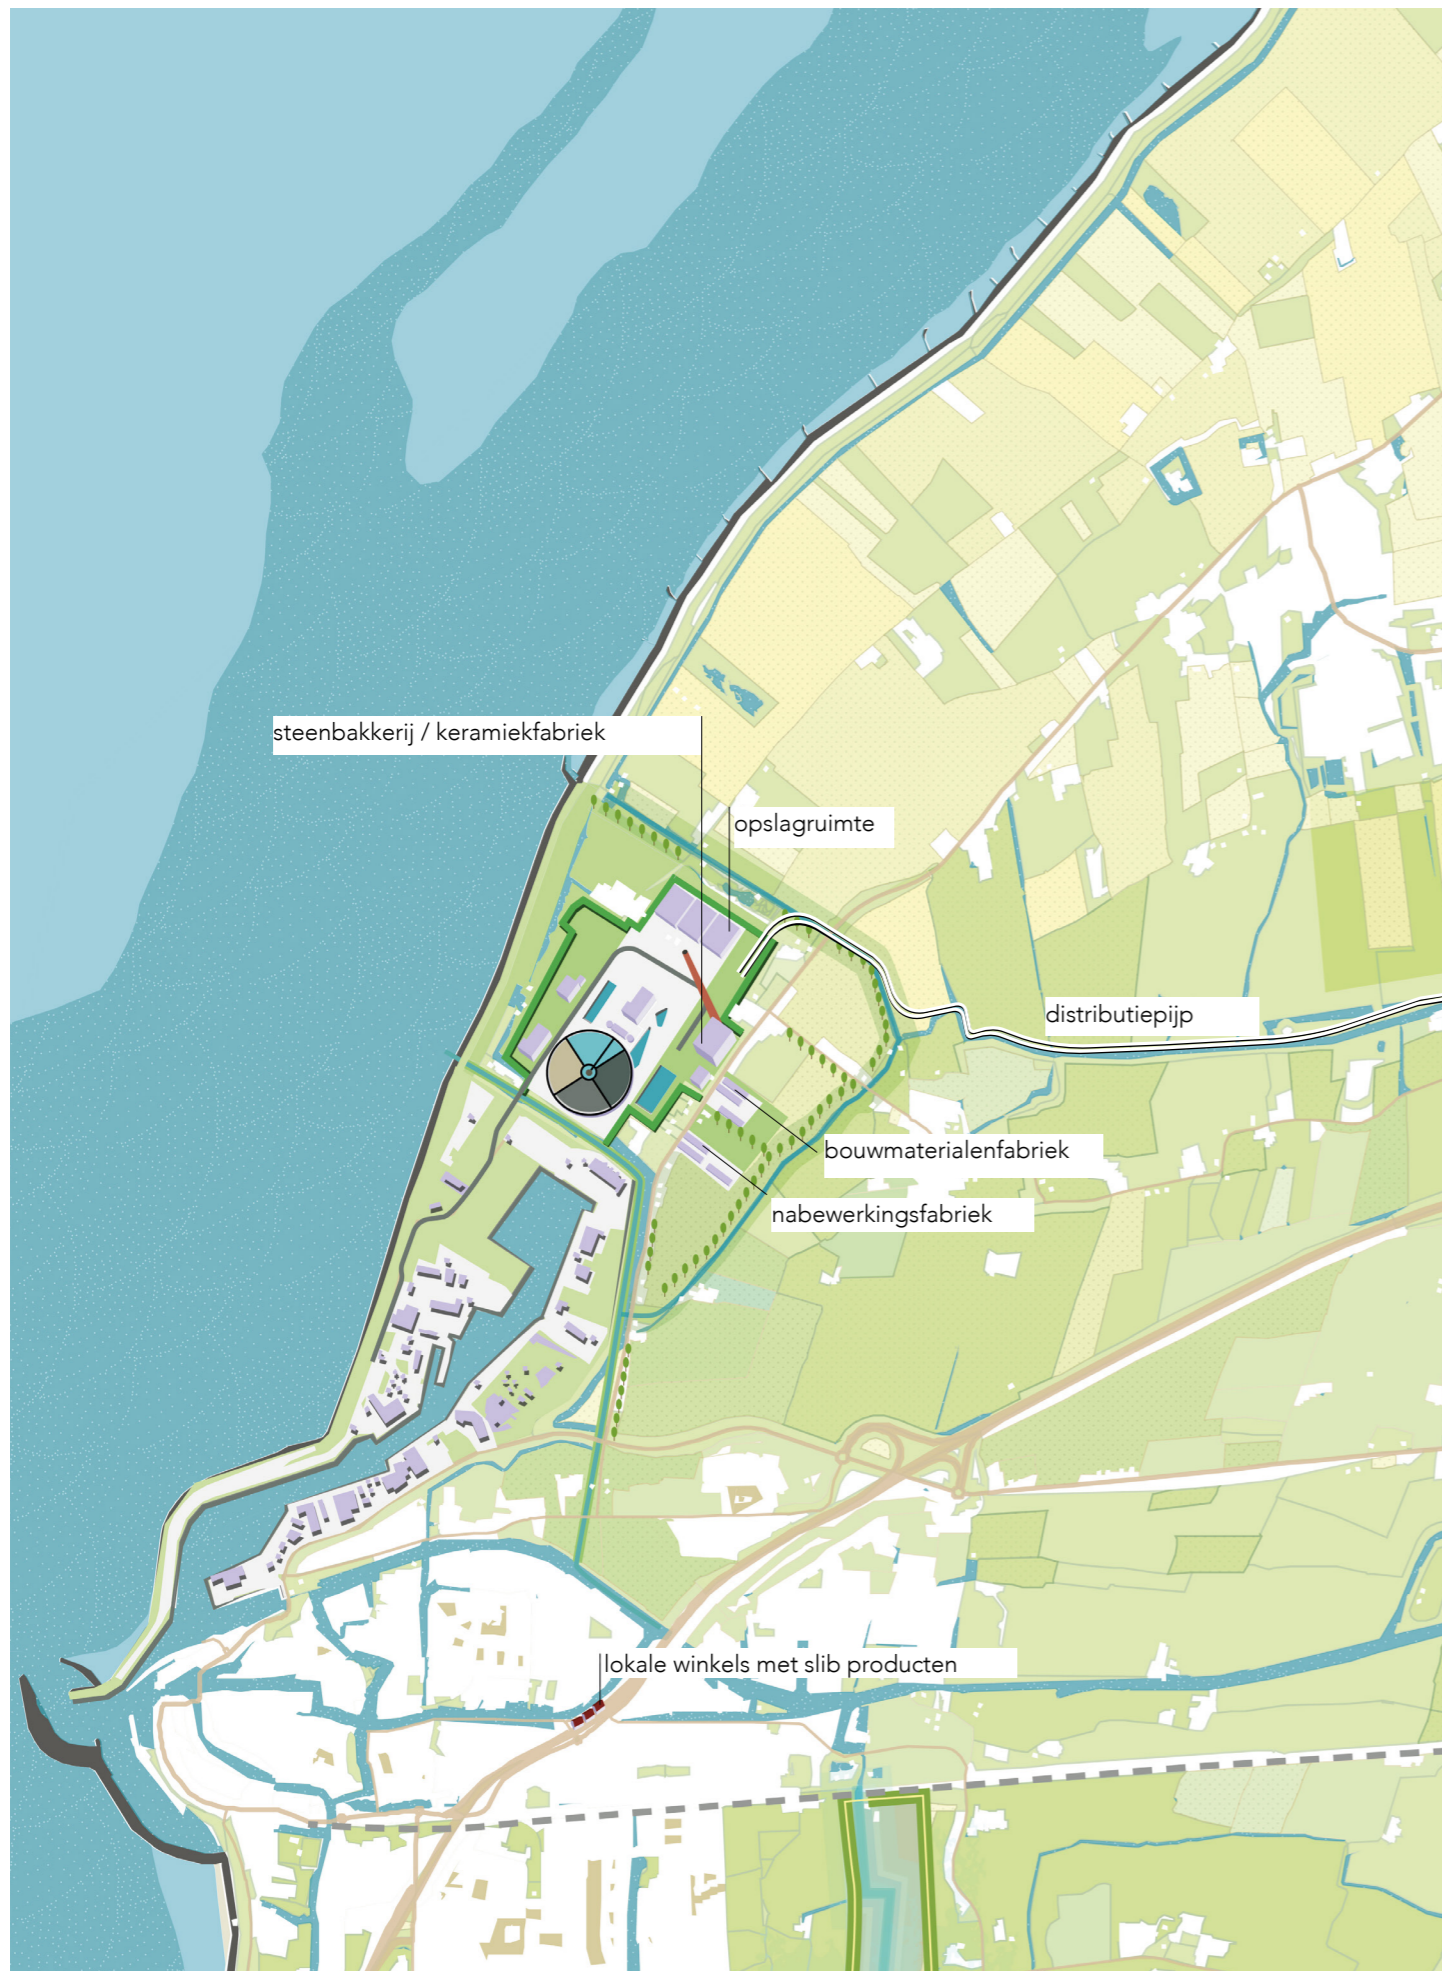 steenbakkerij / keramiekfabriek
opslagruimte
distributiepijp
bouwmaterialenfabriek
nabewerkingsfabriek
lokale winkels met slib producten